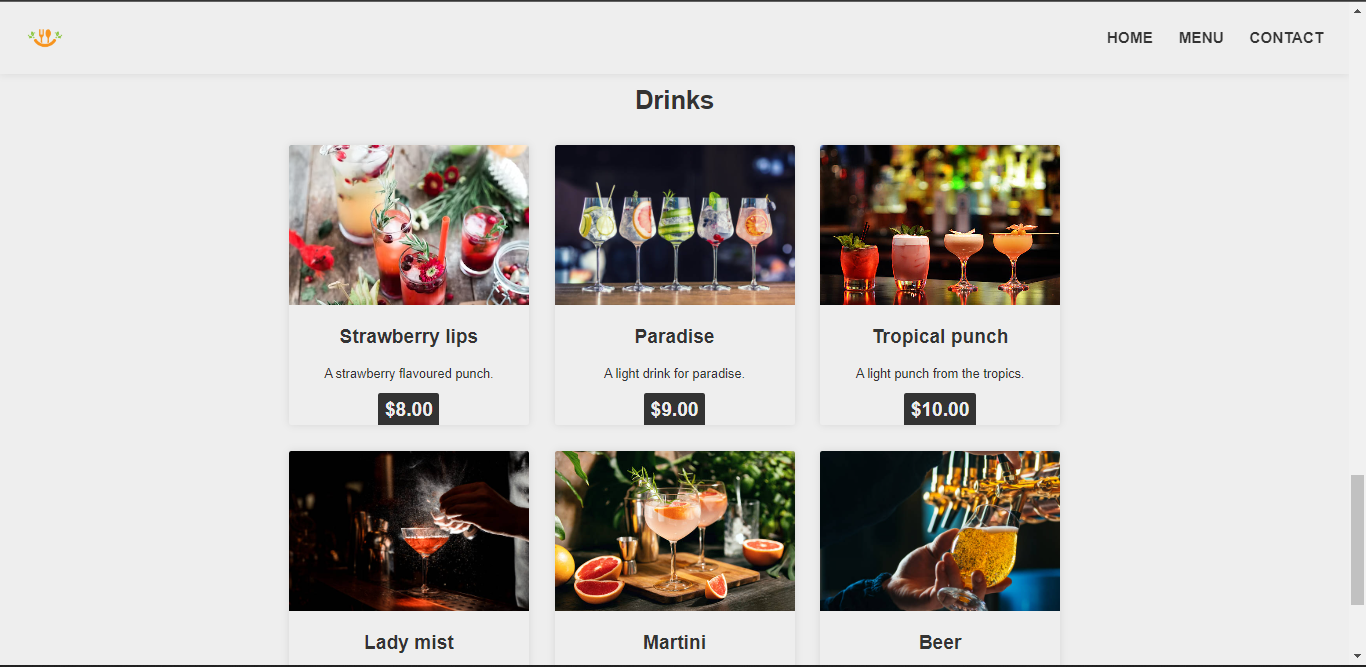 HOME MENU CONTACT
Drinks
Strawberry lips
A strawberry flavoured punch.
$8.00
Paradise
A light drink for paradise.
$9.00
Tropical punch
A light punch from the tropics.
$10.00
Lady mist
Martini
Beer